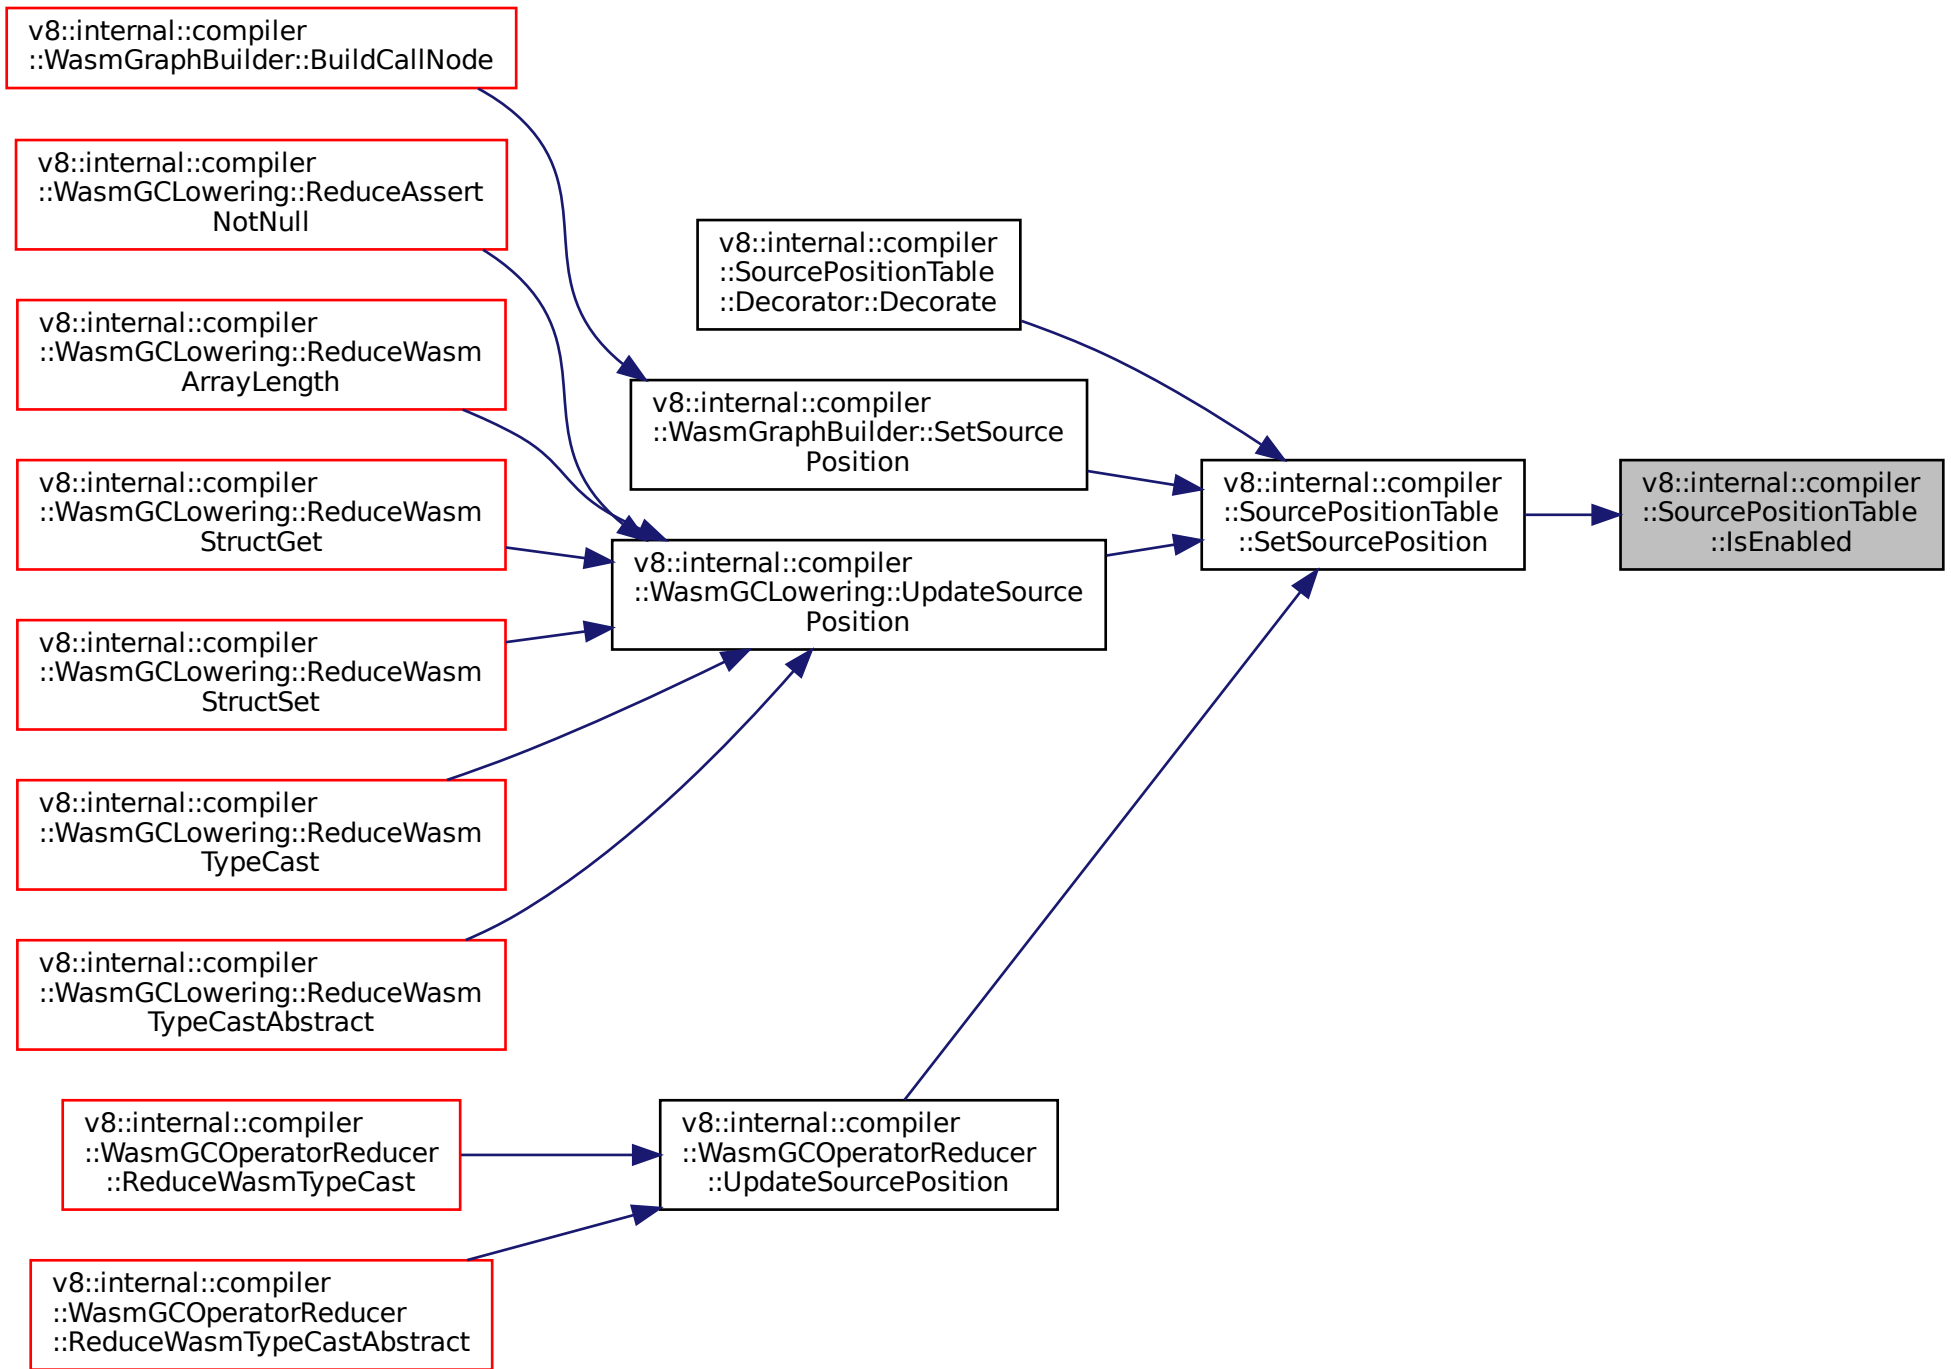 v8::internal::compiler
::WasmGraphBuilder::BuildCallNode
v8::internal::compiler
::WasmGCLowering::ReduceAssert
NotNull
v8::internal::compiler
::WasmGCLowering::ReduceWasm
ArrayLength
v8::internal::compiler
::WasmGCLowering::ReduceWasm
StructGet
v8::internal::compiler
::WasmGCLowering::ReduceWasm
StructSet
v8::internal::compiler
::WasmGCLowering::ReduceWasm
TypeCast
v8::internal::compiler
::WasmGCLowering::ReduceWasm
TypeCastAbstract
v8::internal::compiler
::WasmGCOperatorReducer
::ReduceWasmTypeCast
v8::internal::compiler
::WasmGCOperatorReducer
::ReduceWasmTypeCastAbstract
v8::internal::compiler
::SourcePositionTable
::Decorator::Decorate
v8::internal::compiler
::WasmGraphBuilder::SetSource
Position
v8::internal::compiler
::WasmGCLowering::UpdateSource
Position
v8::internal::compiler
::WasmGCOperatorReducer
::UpdateSourcePosition
v8::internal::compiler
::SourcePositionTable
::SetSourcePosition
v8::internal::compiler
::SourcePositionTable
::IsEnabled